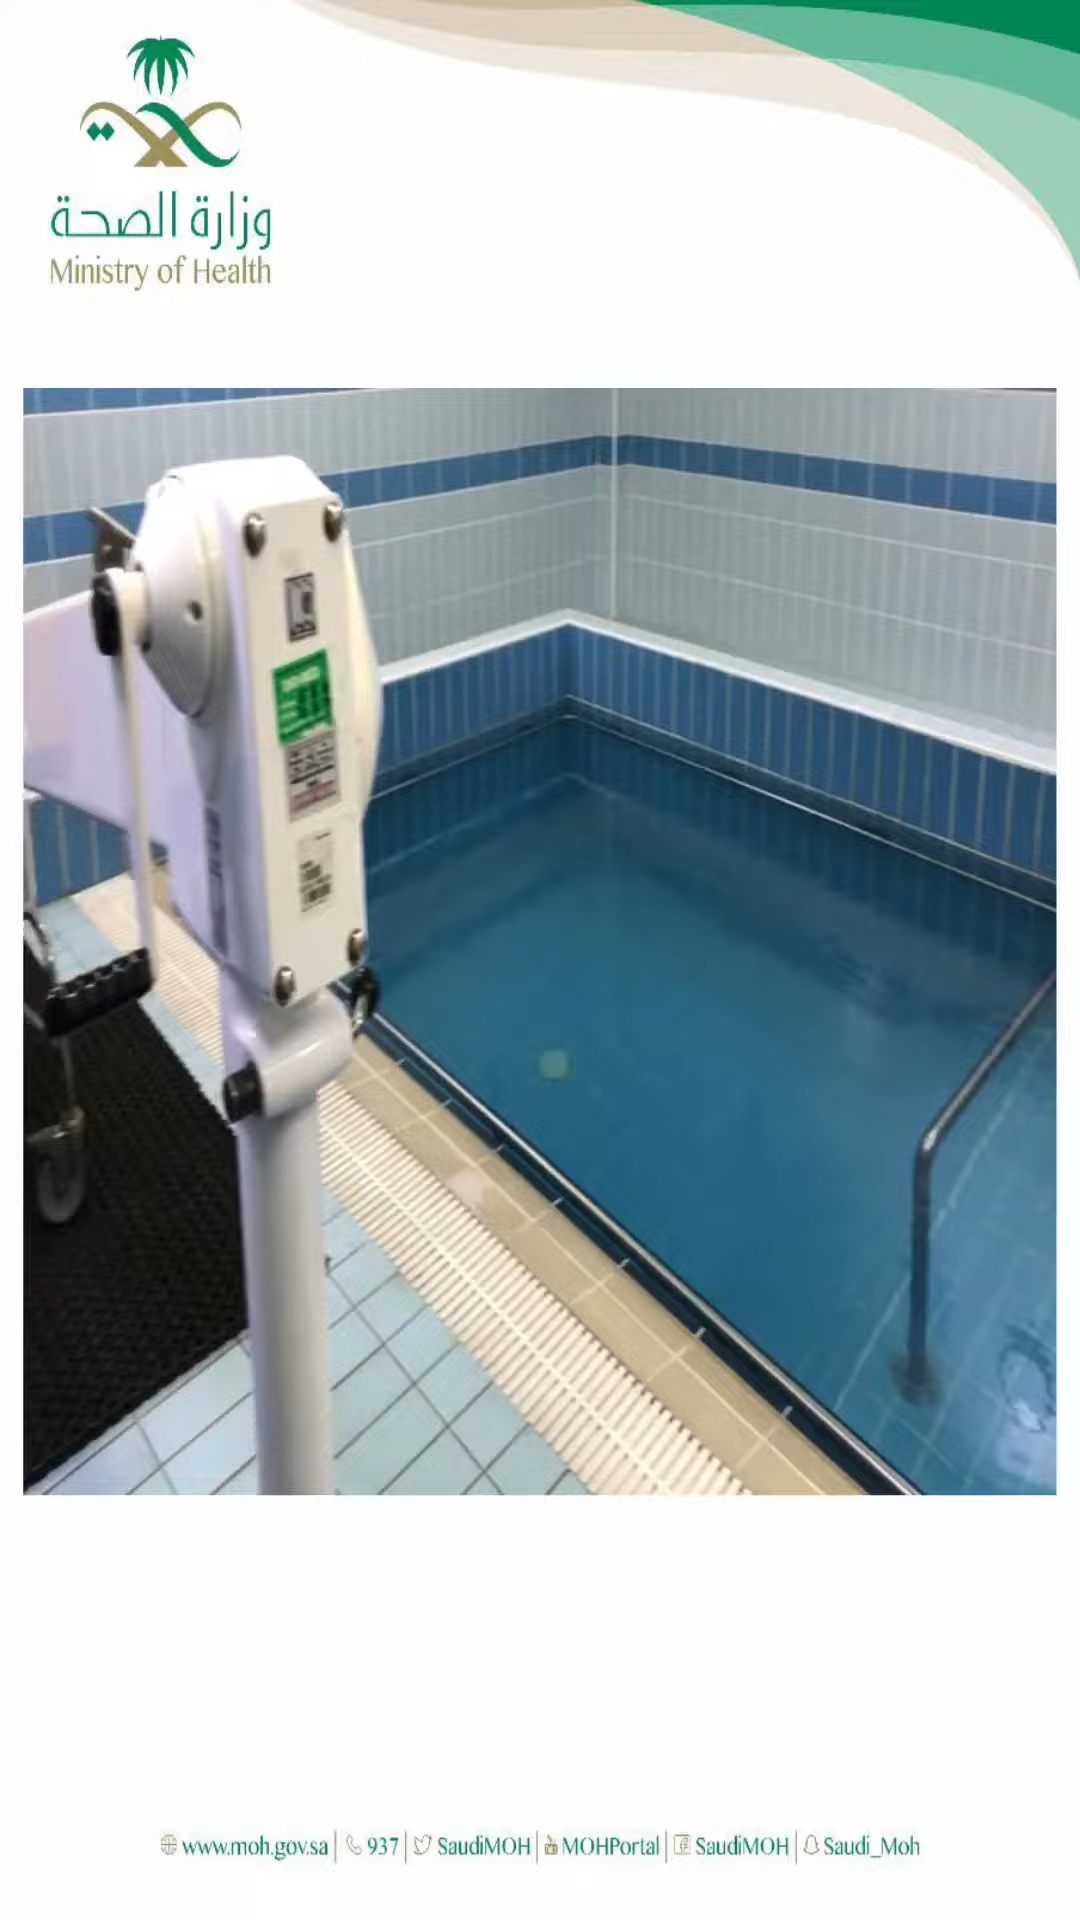 وزارة الصحة
Ministry of Health
www.moh.gov.sa | 937 | SaudiMOH | MOHPortal | SaudiMOH | Saudi_Moh